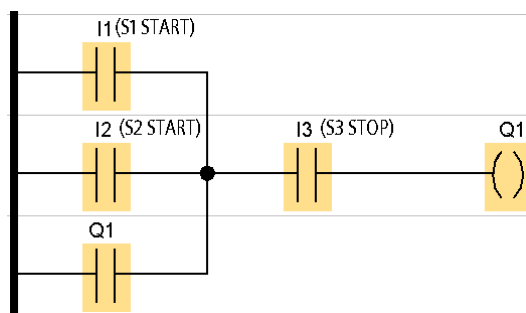 I1 (S1 START)
I2 (S2 START) I3 (S3 STOP) Q1
Q1